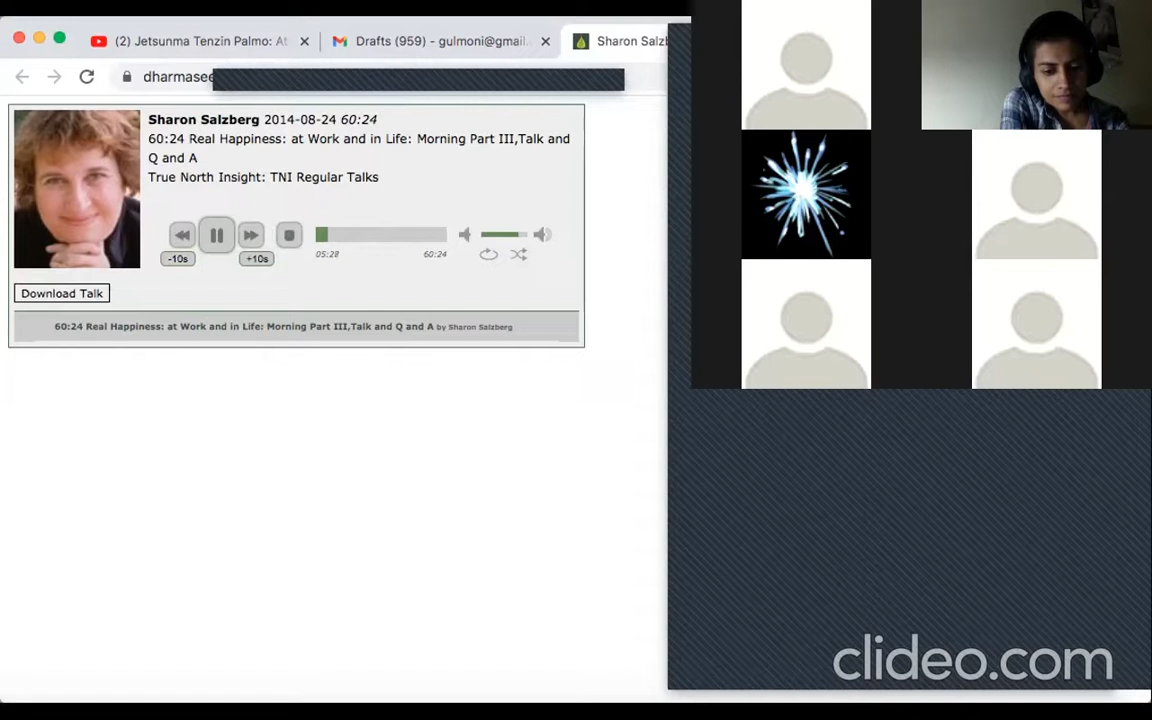 (2) Jetsunma Tenzin Palmo: At
Drafts (959) - gulmoni@gmail.
Sharon Salzb
dharmasee
Sharon Salzberg 2014-08-24 60:24
60:24 Real Happiness: at Work and in Life: Morning Part III,Talk and
Q and A
True North Insight: TNI Regular Talks
-10s
+10s
05:28
60:24
Download Talk
60:24 Real Happiness: at Work and in Life: Morning Part III,Talk and Q and A by Sharon Salzberg
clideo.com